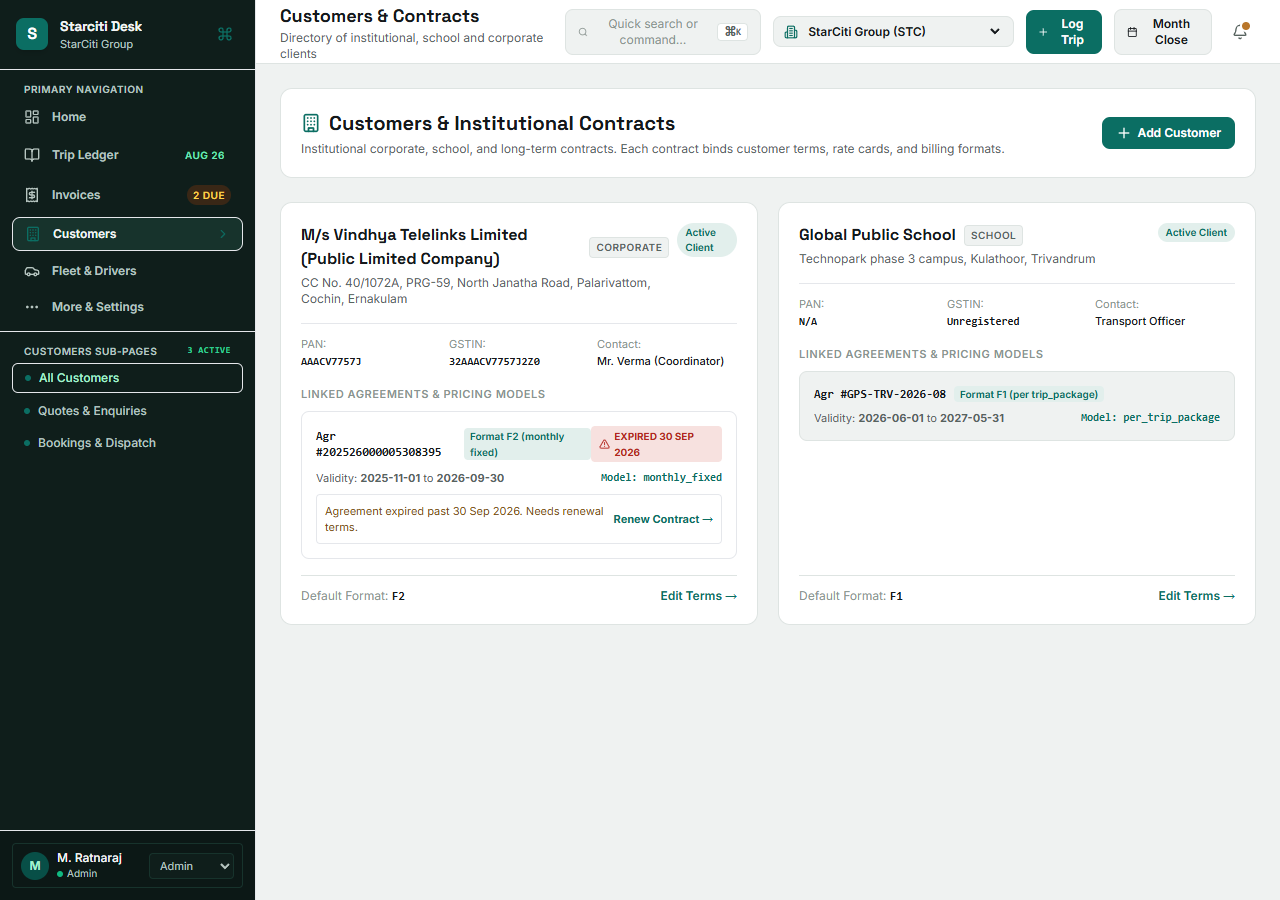 S
Starciti Desk
StarCiti Group
⌘
PRIMARY NAVIGATION
Home
Trip Ledger
AUG 26
Invoices
2 DUE
Customers
Fleet & Drivers
More & Settings
CUSTOMERS SUB-PAGES
3 ACTIVE
All Customers
Quotes & Enquiries
Bookings & Dispatch
M
M. Ratnaraj
Admin
Admin
Customers & Contracts
Directory of institutional, school and corporate
clients
Quick search or
command...
⌘K
StarCiti Group (STC)
Log
Trip
Month
Close
Customers & Institutional Contracts
Institutional corporate, school, and long-term contracts. Each contract binds customer terms, rate cards, and billing formats.
Add Customer
M/s Vindhya Telelinks Limited
(Public Limited Company)
CORPORATE
Active
Client
CC No. 40/1072A, PRG-59, North Janatha Road, Palarivattom,
Cochin, Ernakulam
PAN:
AAACV7757J
GSTIN:
32AAACV7757J2Z0
Contact:
Mr. Verma (Coordinator)
LINKED AGREEMENTS & PRICING MODELS
Agr
#202526000005308395
Format F2 (monthly
fixed)
EXPIRED 30 SEP
2026
Validity: 2025-11-01 to 2026-09-30
Model: monthly_fixed
Agreement expired past 30 Sep 2026. Needs renewal
terms.
Renew Contract →
Default Format: F2
Edit Terms →
Global Public School
SCHOOL
Active Client
Technopark phase 3 campus, Kulathoor, Trivandrum
PAN:
N/A
GSTIN:
Unregistered
Contact:
Transport Officer
LINKED AGREEMENTS & PRICING MODELS
Agr #GPS-TRV-2026-08
Format F1 (per trip_package)
Validity: 2026-06-01 to 2027-05-31
Model: per_trip_package
Default Format: F1
Edit Terms →